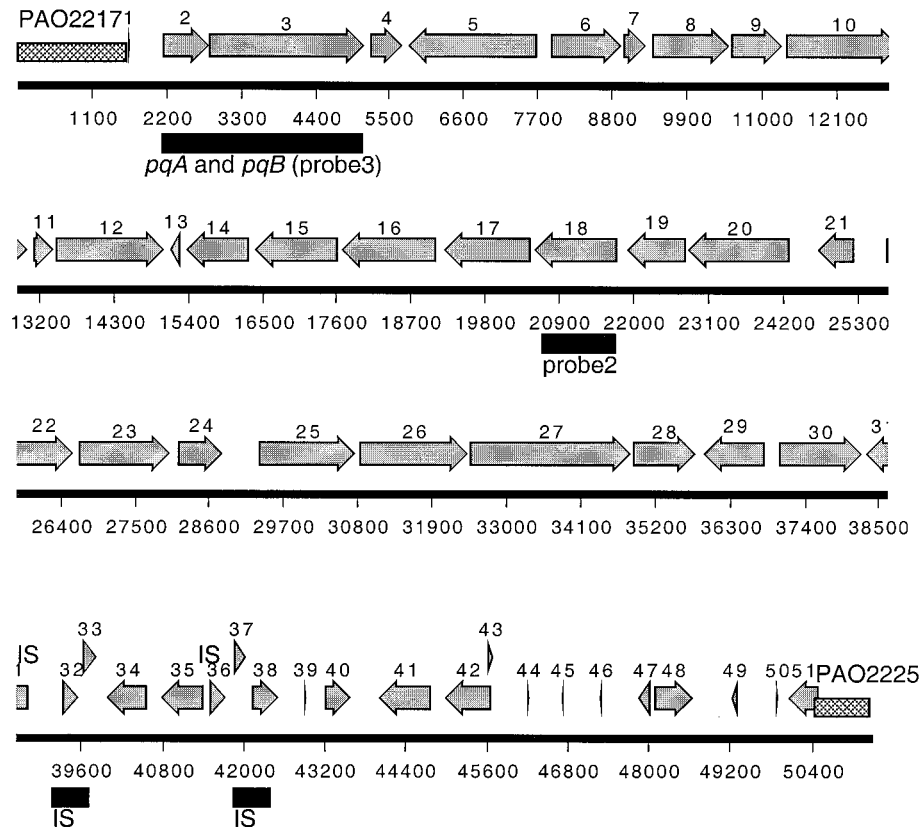 PAO22171 2 3 4 5 6 7 8 9 10
1100 2200 3300 4400 5500 6600 7700 8800 9900 11000 12100
pqA and pqB (probe3)
11 12 13 14 15 16 17 18 19 20 21
13200 14300 15400 16500 17600 18700 19800 20900 22000 23100 24200 25300
probe2
22 23 24 25 26 27 28 29 30 31
26400 27500 28600 29700 30800 31900 33000 34100 35200 36300 37400 38500
33 37 43
IS 32 34 35 IS 36 38 39 40 41 42 44 45 46 47 48 49 50 51 PAO2225
39600 40800 42000 43200 44400 45600 46800 48000 49200 50400
IS IS